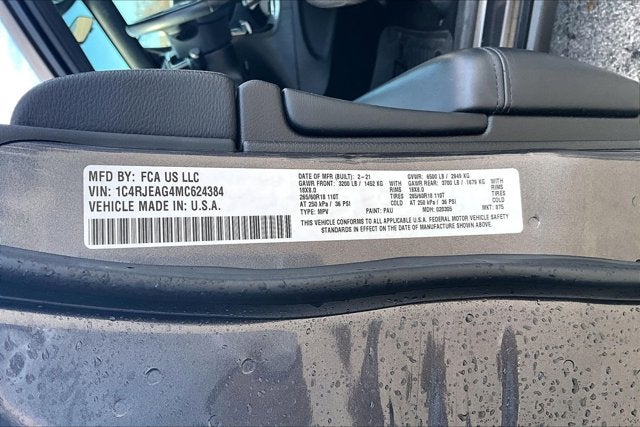 MFD BY: FCA US LLC
VIN: 1C4RJEAG4MC624384
VEHICLE MADE IN: U.S.A.
DATE OF MFR (BUILT): 2-21 GVWR: 6500 LB / 2949 KG
GAWR FRONT: 3200 LB / 1452 KG GAWR REAR: 3700 LB / 1679 KG
18X8.0 RIMS 18X8.0
265/60R18 110T TIRES 265/60R18 110T
AT 250 kPa / 36 PSI COLD AT 250 kPa / 36 PSI
TYPE: MPV PAINT: PAU MDH: 020305 MKT: 875
THIS VEHICLE CONFORMS TO ALL APPLICABLE U.S.A. FEDERAL MOTOR VEHICLE SAFETY
STANDARDS IN EFFECT ON THE DATE OF MANUFACTURE SHOWN ABOVE.